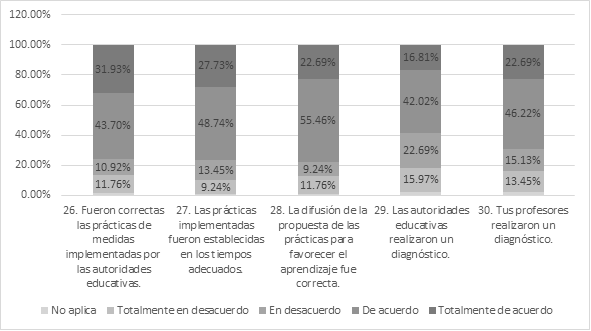 120.00%
100.00%
80.00%
60.00%
40.00%
20.00%
0.00%
31.93%
43.70%
10.92%
11.76%
27.73%
48.74%
13.45%
9.24%
22.69%
55.46%
9.24%
11.76%
16.81%
42.02%
22.69%
15.97%
22.69%
46.22%
15.13%
13.45%
26. Fueron correctas
las prácticas de
medidas
implementadas por
las autoridades
educativas.
27. Las prácticas
implementadas
fueron establecidas
en los tiempos
adecuados.
28. La difusión de la
propuesta de las
prácticas para
favorecer el
aprendizaje fue
correcta.
29. Las autoridades
educativas
realizaron un
diagnóstico.
30. Tus profesores
realizaron un
diagnóstico.
No aplica
Totalmente en desacuerdo
En desacuerdo
De acuerdo
Totalmente de acuerdo